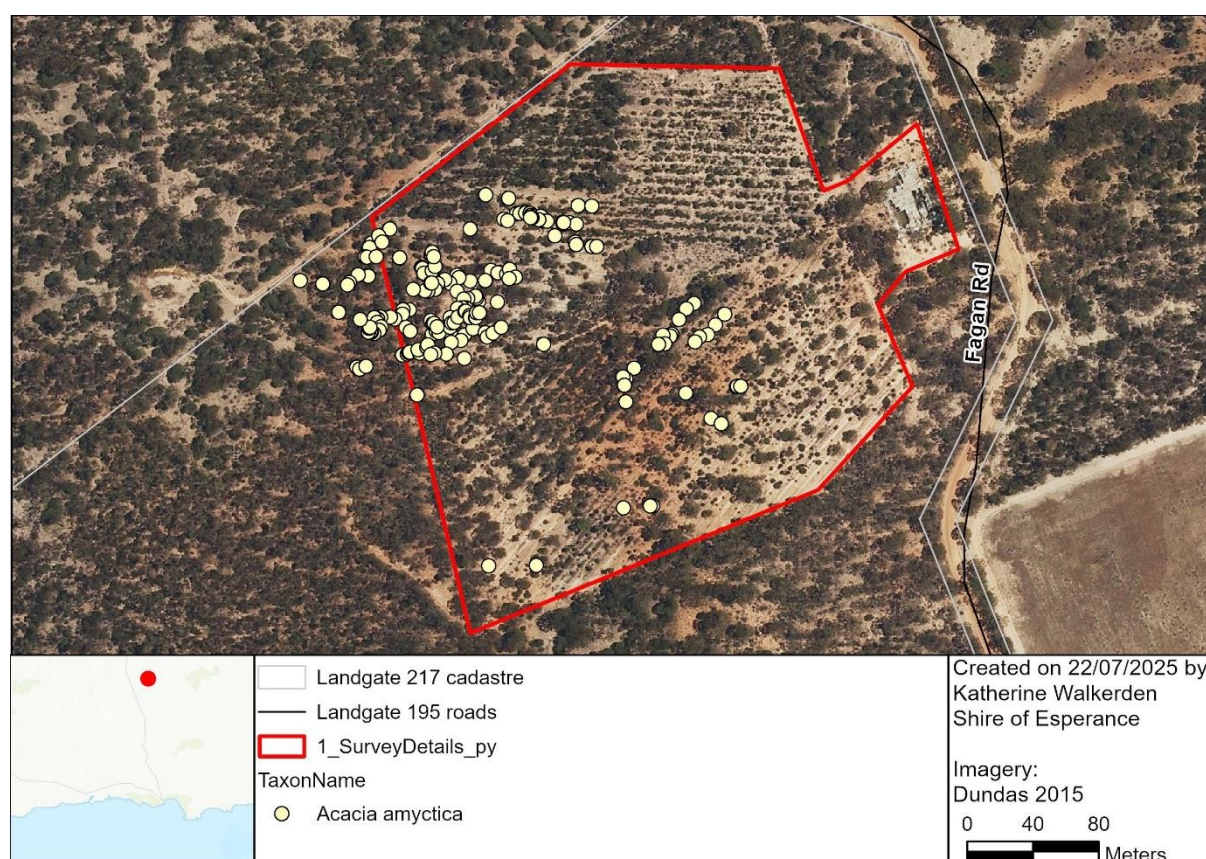 Fagan Rd
Landgate 217 cadastre
Landgate 195 roads
1_SurveyDetails_py
TaxonName
Acacia amyctica
Created on 22/07/2025 by
Katherine Walkerden
Shire of Esperance
Imagery:
Dundas 2015
0 40 80
Meters